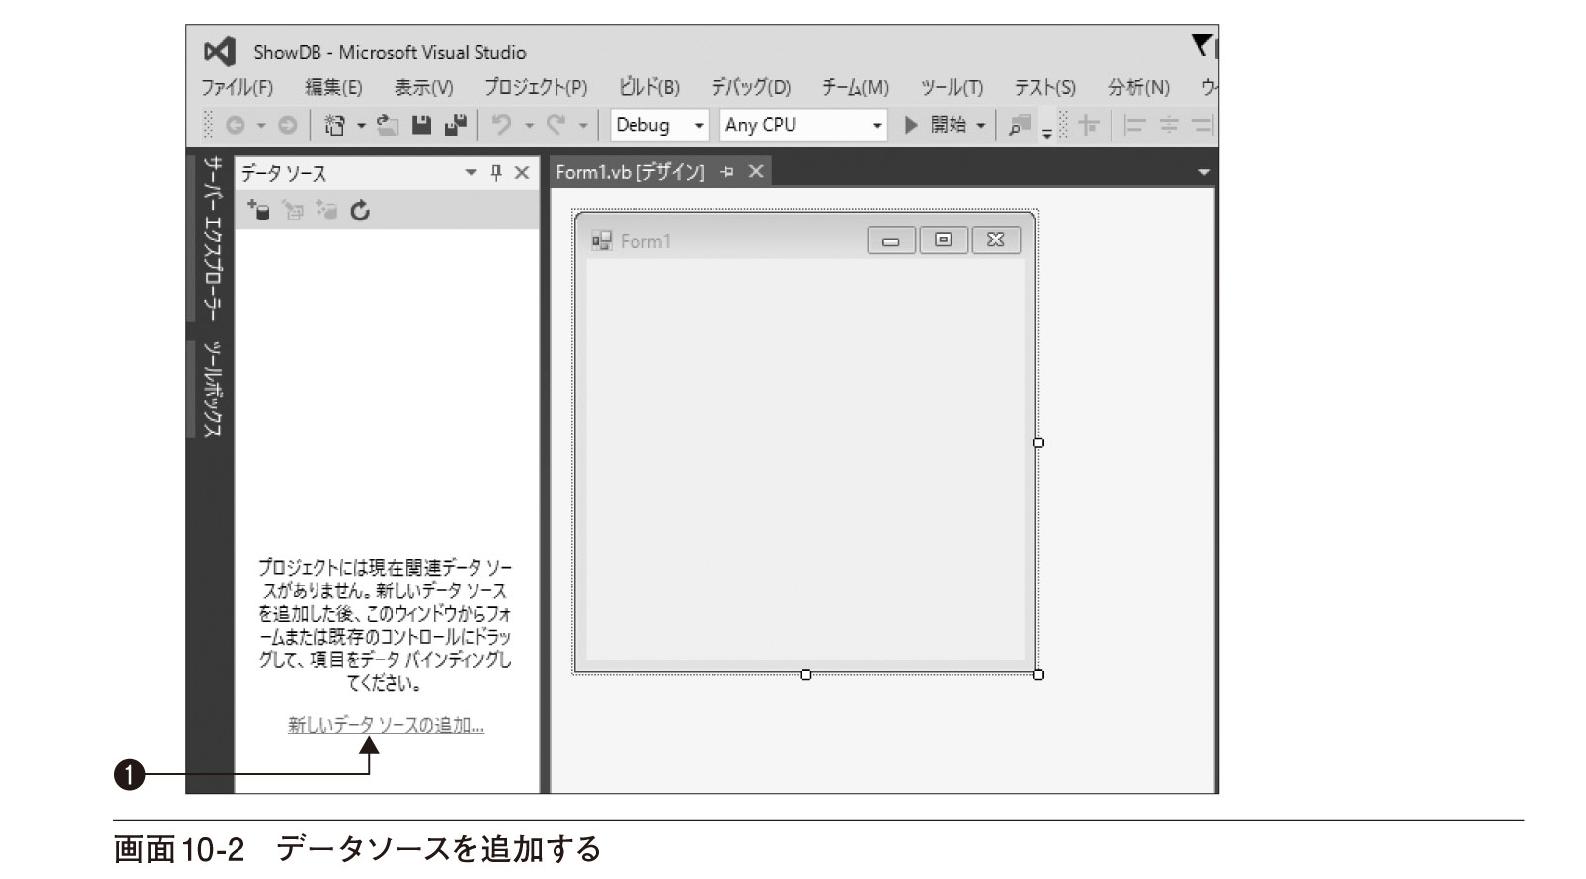 ShowDB - Microsoft Visual Studio
ファイル(F) 編集(E) 表示(V) プロジェクト(P) ビルド(B) デバッグ(D) チーム(M) ツール(T) テスト(S) 分析(N) ウ
Debug Any CPU 開始
サーバー エクスプローラー
ツールボックス
データ ソース
Form1.vb [デザイン]
Form1
プロジェクトには現在関連データ ソー
スがありません。新しいデータ ソース
を追加した後、このウィンドウからフォ
ームまたは既存のコントロールにドラッ
グして、項目をデータ バインディングし
てください。
新しいデータ ソースの追加...
❶
画面10-2 データソースを追加する